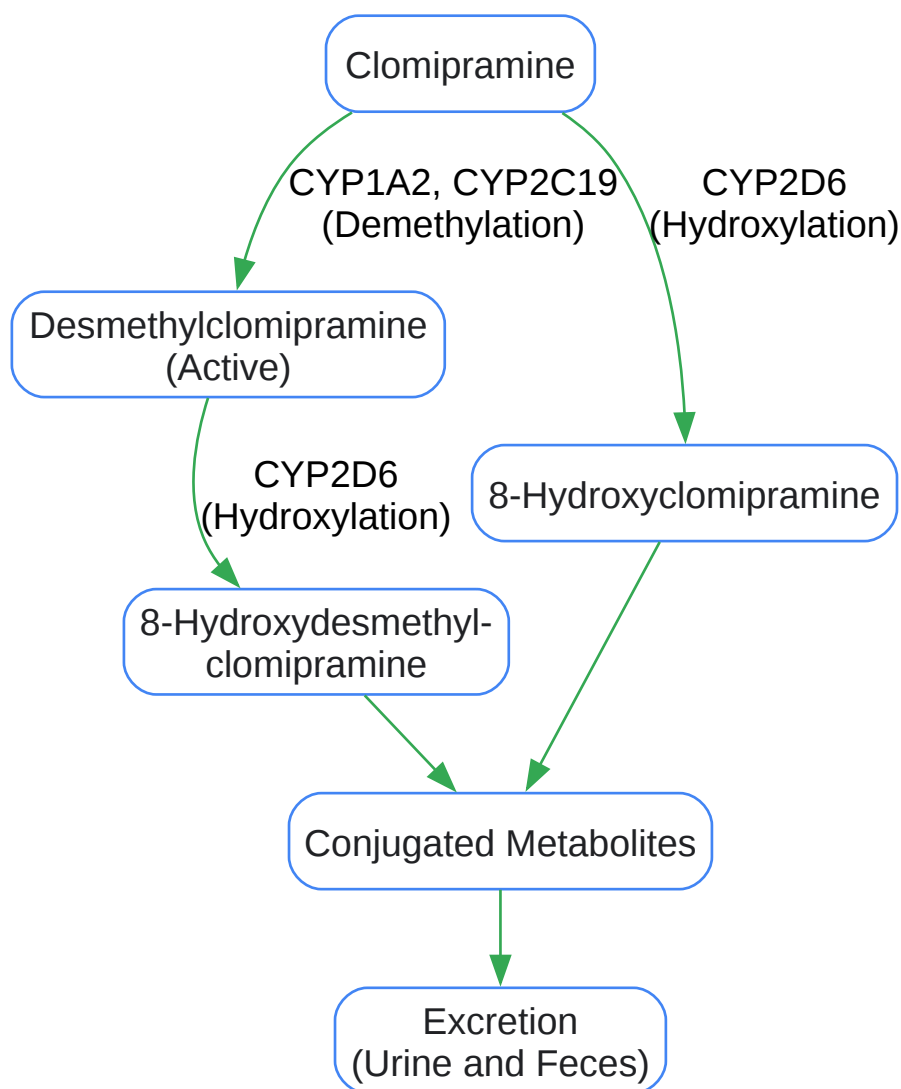 Clomipramine
CYP1A2, CYP2C19
(Demethylation)
CYP2D6
(Hydroxylation)
Desmethylclomipramine
(Active)
CYP2D6
(Hydroxylation)
8-Hydroxyclomipramine
8-Hydroxydesmethyl-
clomipramine
Conjugated Metabolites
Excretion
(Urine and Feces)